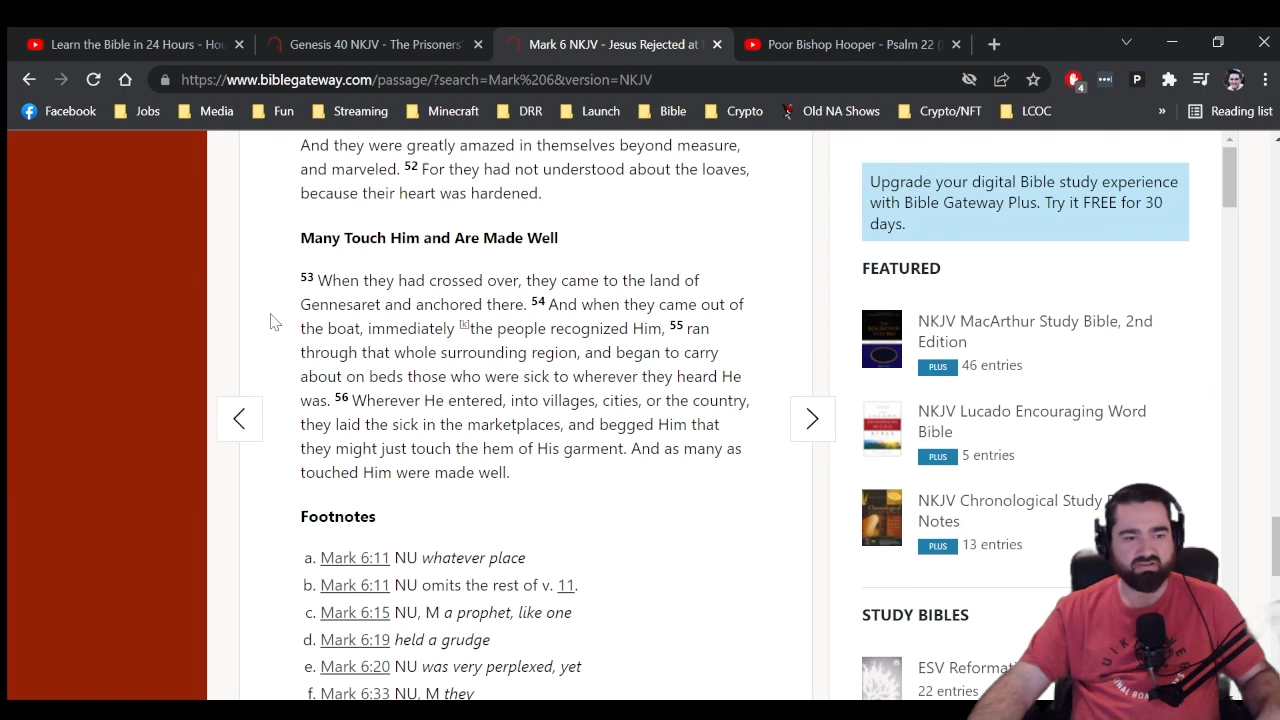 Learn the Bible in 24 Hours - Hou
Genesis 40 NKJV - The Prisoners'
Mark 6 NKJV - Jesus Rejected at
Poor Bishop Hooper - Psalm 22 (
https://www.biblegateway.com/passage/?search=Mark%206&version=NKJV
4
P
Facebook
Jobs
Media
Fun
Streaming
Minecraft
DRR
Launch
Bible
Crypto
Old NA Shows
Crypto/NFT
LCOC
»
Reading list
And they were greatly amazed in themselves beyond measure,
and marveled. 52 For they had not understood about the loaves,
because their heart was hardened.
Many Touch Him and Are Made Well
53 When they had crossed over, they came to the land of
Gennesaret and anchored there. 54 And when they came out of
the boat, immediately [k]the people recognized Him, 55 ran
through that whole surrounding region, and began to carry
about on beds those who were sick to wherever they heard He
was. 56 Wherever He entered, into villages, cities, or the country,
they laid the sick in the marketplaces, and begged Him that
they might just touch the hem of His garment. And as many as
touched Him were made well.
Footnotes
a. Mark 6:11 NU whatever place
b. Mark 6:11 NU omits the rest of v. 11.
c. Mark 6:15 NU, M a prophet, like one
d. Mark 6:19 held a grudge
e. Mark 6:20 NU was very perplexed, yet
f. Mark 6:33 NU, M they
Upgrade your digital Bible study experience
with Bible Gateway Plus. Try it FREE for 30
days.
FEATURED
NKJV MacArthur Study Bible, 2nd
Edition
PLUS 46 entries
NKJV Lucado Encouraging Word
Bible
PLUS 5 entries
NKJV Chronological Study
Notes
PLUS 13 entries
STUDY BIBLES
ESV Reformati
22 entries